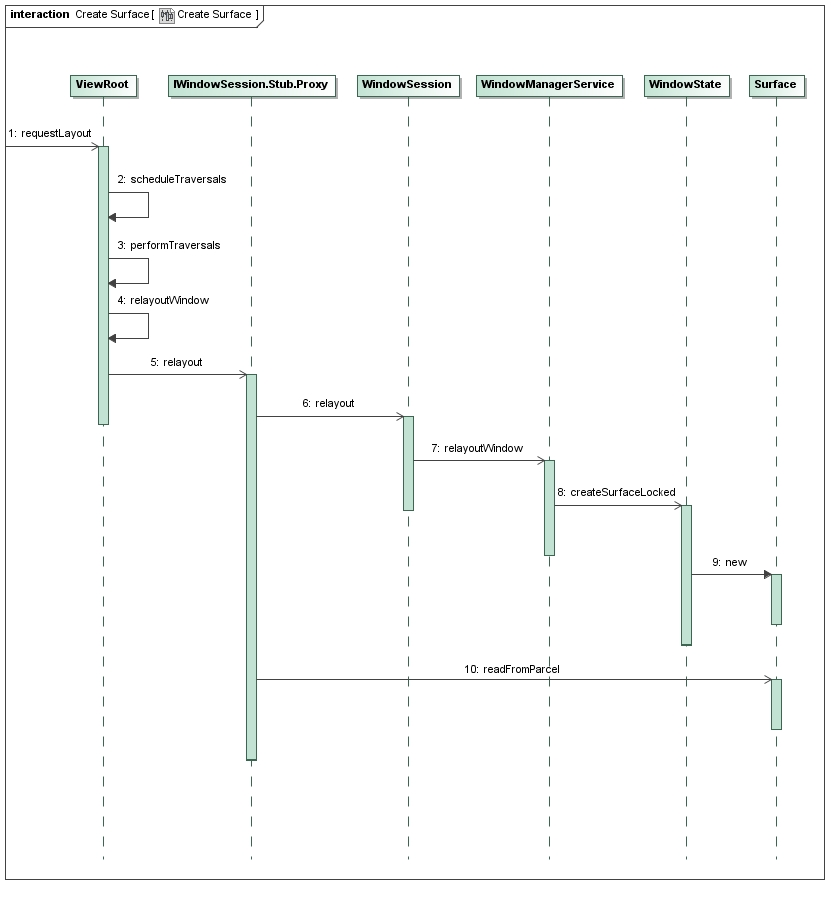 interaction Create Surface[ Create Surface ]
ViewRoot
IWindowSession.Stub.Proxy
WindowSession
WindowManagerService
WindowState
Surface
1: requestLayout
2: scheduleTraversals
3: performTraversals
4: relayoutWindow
5: relayout
6: relayout
7: relayoutWindow
8: createSurfaceLocked
9: new
10: readFromParcel